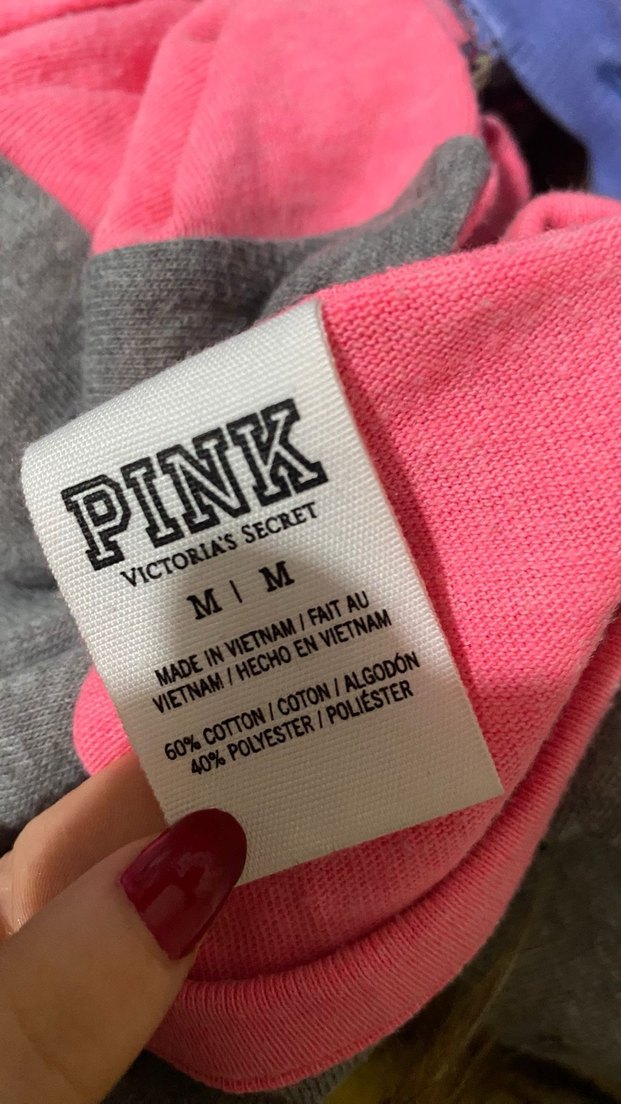 PINK
VICTORIA'S SECRET
M | M
MADE IN VIETNAM / FAIT AU
VIETNAM / HECHO EN VIETNAM
60% COTTON / COTON / ALGODÓN
40% POLYESTER / POLIÉSTER